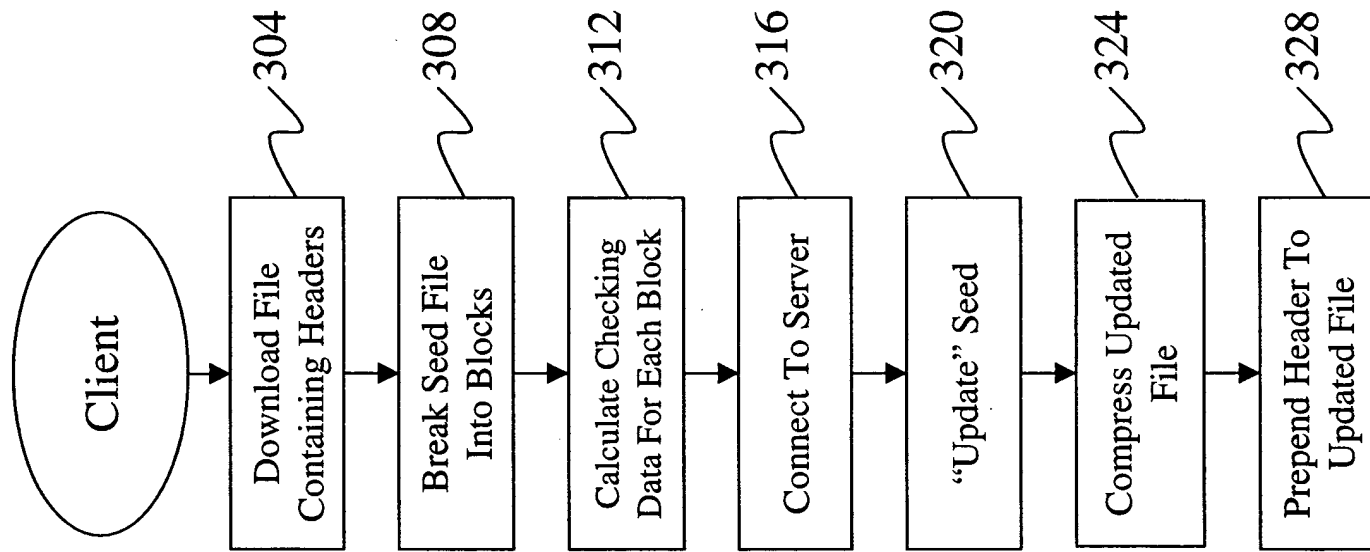 Client
Download File
Containing Headers
304
Break Seed File
Into Blocks
308
Calculate Checking
Data For Each Block
312
Connect To Server
316
“Update” Seed
320
Compress Updated
File
324
Prepend Header To
Updated File
328